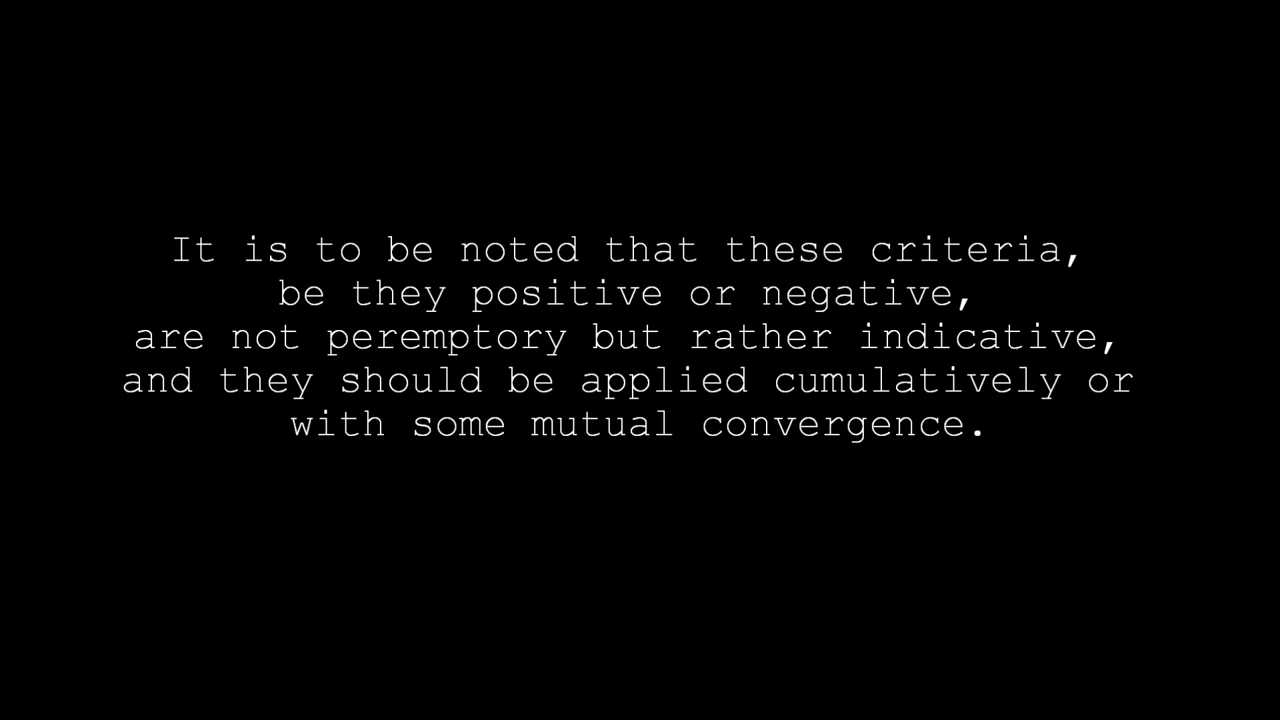 It is to be noted that these criteria,
be they positive or negative,
are not peremptory but rather indicative,
and they should be applied cumulatively or
with some mutual convergence.